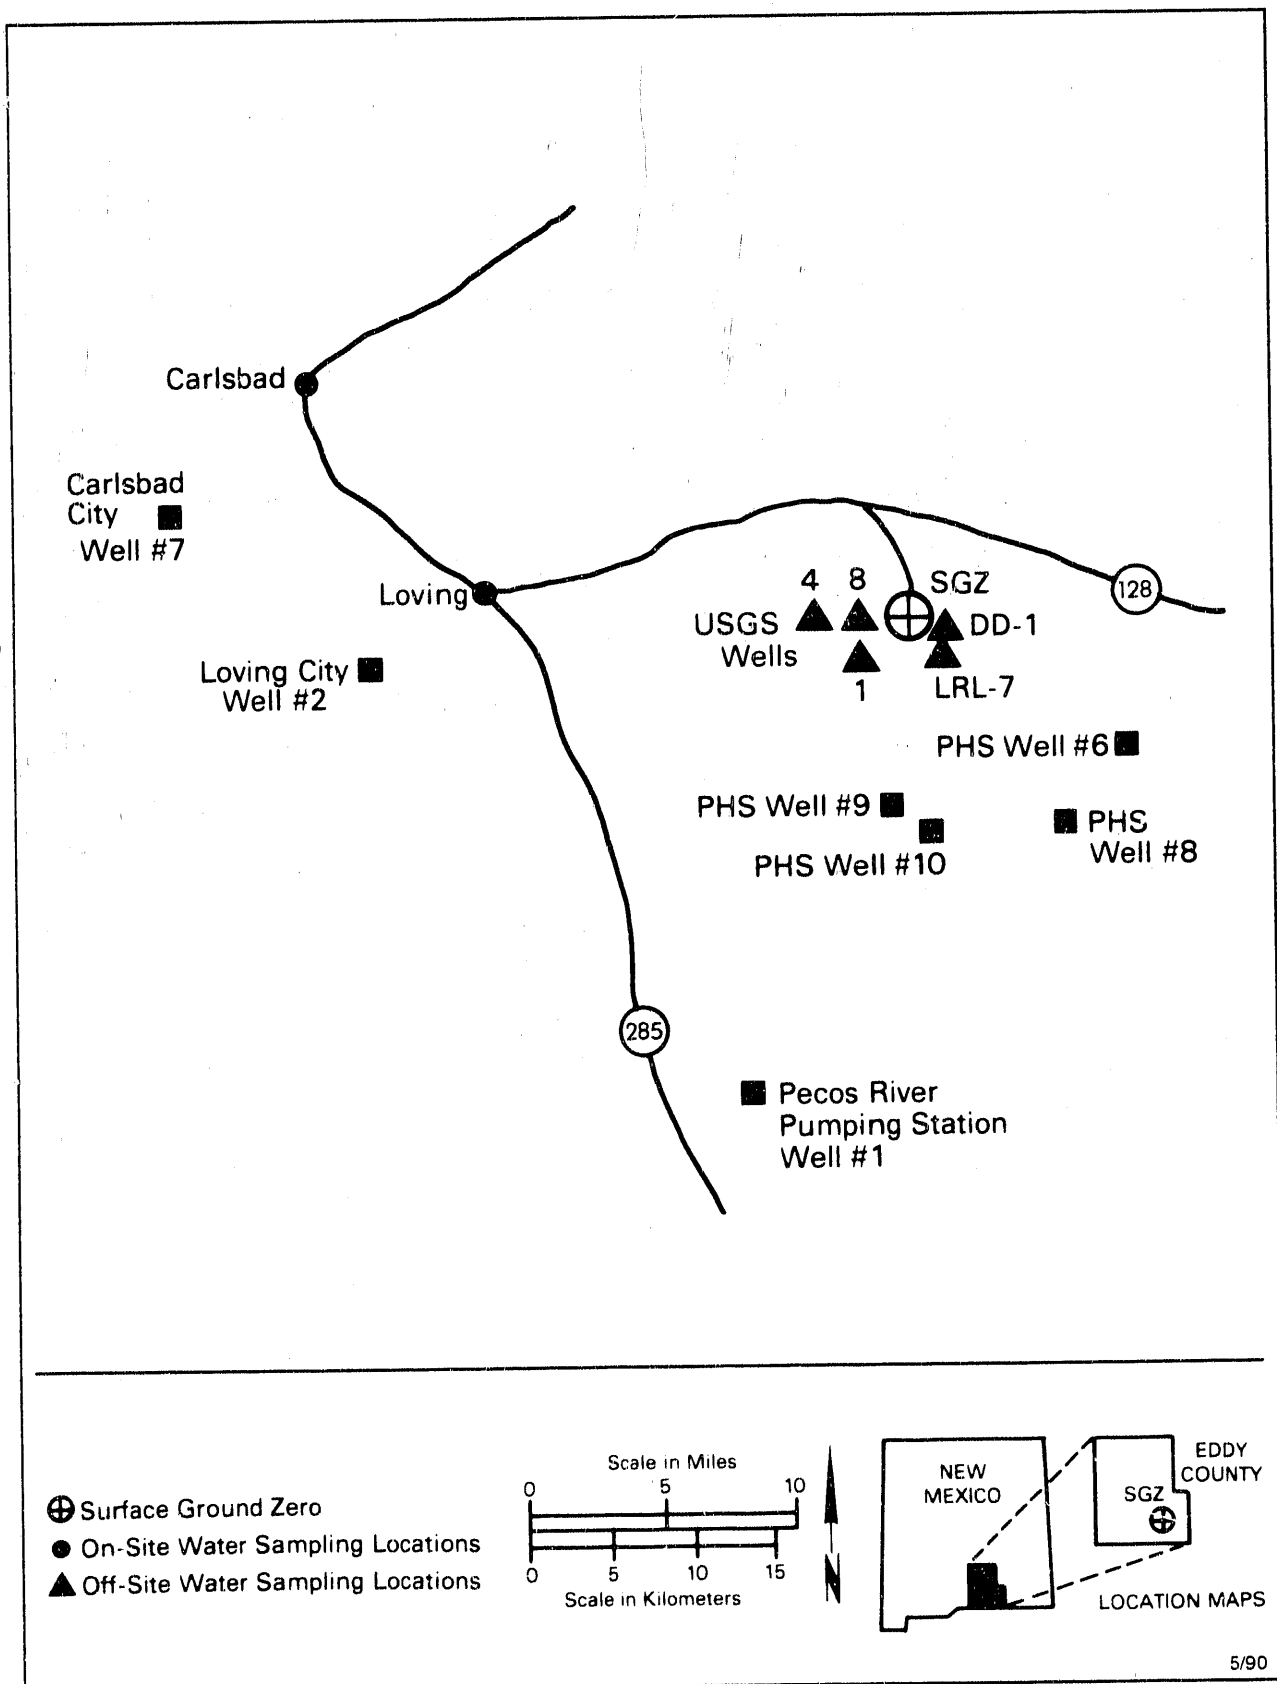 Carlsbad
Carlsbad
City
Well #7
Loving
Loving City
Well #2
4
8
SGZ
128
USGS
Wells
DD-1
1
LRL-7
PHS Well #6
PHS Well #9
PHS Well #10
PHS
Well #8
285
Pecos River
Pumping Station
Well #1
Surface Ground Zero
On-Site Water Sampling Locations
Off-Site Water Sampling Locations
Scale in Miles
0 5 10
0 5 10 15
Scale in Kilometers
N
NEW
MEXICO
EDDY
COUNTY
SGZ
LOCATION MAPS
5/90